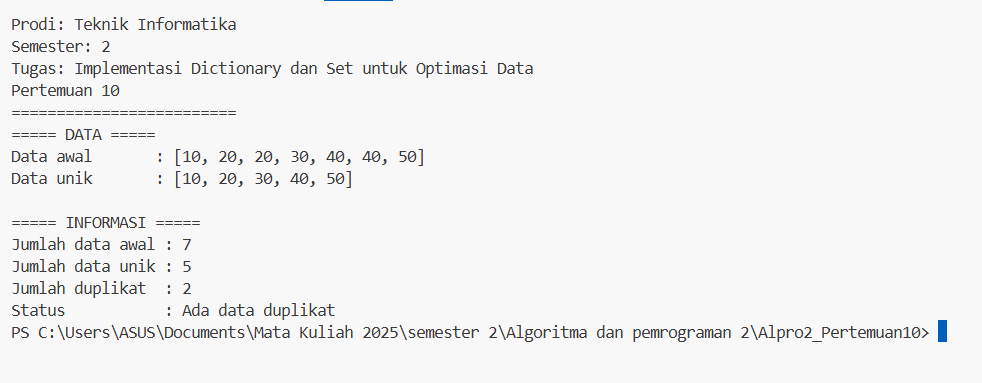 Prodi: Teknik Informatika
Semester: 2
Tugas: Implementasi Dictionary dan Set untuk Optimasi Data
Pertemuan 10
=========================
===== DATA =====
Data awal       : [10, 20, 20, 30, 40, 40, 50]
Data unik       : [10, 20, 30, 40, 50]

===== INFORMASI =====
Jumlah data awal : 7
Jumlah data unik : 5
Jumlah duplikat  : 2
Status           : Ada data duplikat
PS C:\Users\ASUS\Documents\Mata Kuliah 2025\semester 2\Algoritma dan pemrograman 2\Alpro2_Pertemuan10>